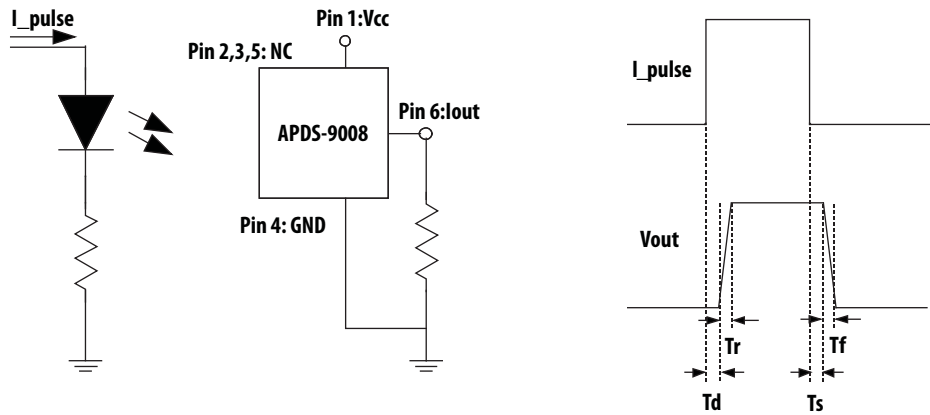 I_pulse
Pin 1:Vcc
Pin 2,3,5: NC
Pin 6:Iout
APDS-9008
Pin 4: GND
I_pulse
Vout
Tr
Tf
Td
Ts